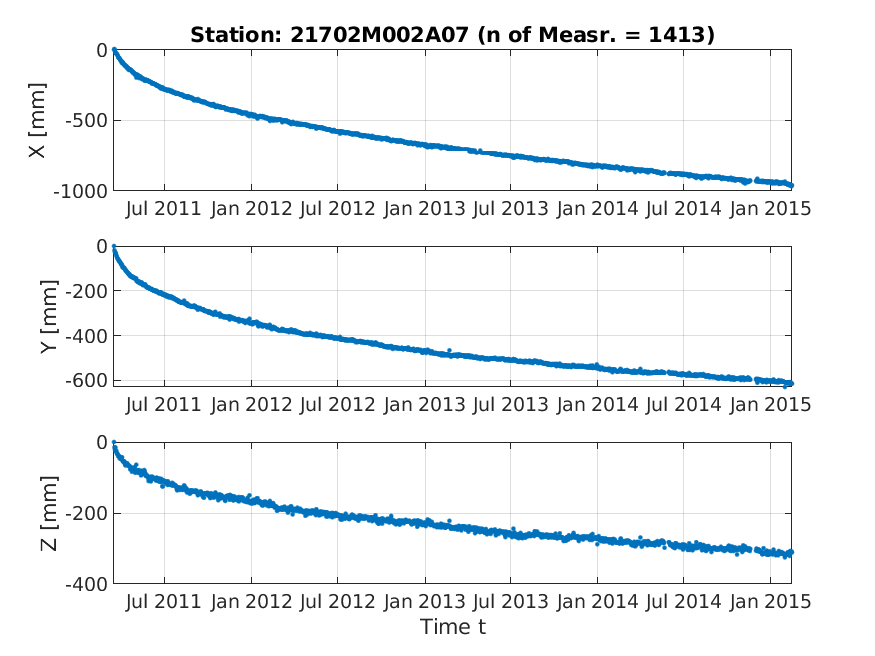 Station: 21702M002A07 (n of Measr. = 1413)
X [mm]
0
-500
-1000
Jul 2011 Jan 2012 Jul 2012 Jan 2013 Jul 2013 Jan 2014 Jul 2014 Jan 2015
Y [mm]
0
-200
-400
-600
Jul 2011 Jan 2012 Jul 2012 Jan 2013 Jul 2013 Jan 2014 Jul 2014 Jan 2015
Z [mm]
0
-200
-400
Jul 2011 Jan 2012 Jul 2012 Jan 2013 Jul 2013 Jan 2014 Jul 2014 Jan 2015
Time t